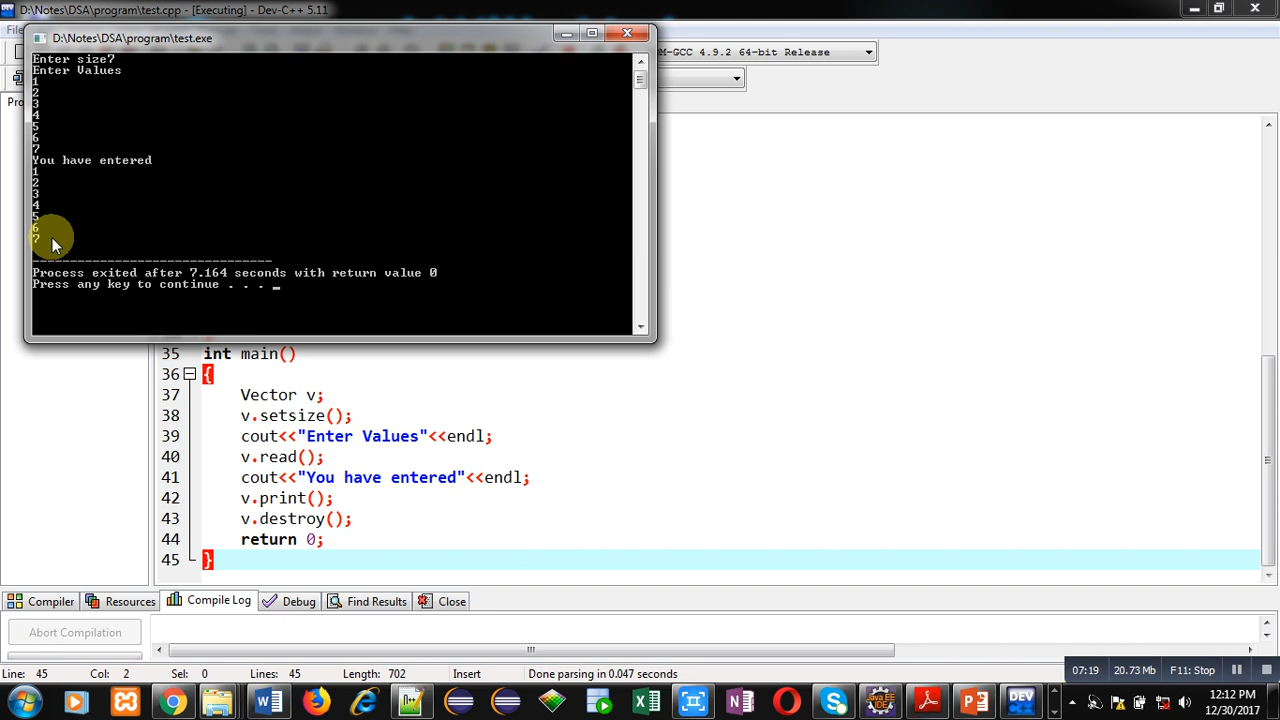 D:\Notes\DSA\program\test.cpp - [Executing] - Dev-C++ 5.11
D:\Notes\DSA\program\test.exe
DM-GCC 4.9.2 64-bit Release
Enter size7
Enter Values
1
2
3
4
5
6
7
You have entered
1
2
3
4
5
6
7
--------------------------------
Process exited after 7.164 seconds with return value 0
Press any key to continue . . . _
35 int main()
36 {
37 Vector v;
38 v.setsize();
39 cout<<"Enter Values"<<endl;
40 v.read();
41 cout<<"You have entered"<<endl;
42 v.print();
43 v.destroy();
44 return 0;
45 }
Compiler Resources Compile Log Debug Find Results Close
Abort Compilation
Line: 45 Col: 2 Sel: 0 Lines: 45 Length: 702 Insert Done parsing in 0.047 seconds
07:19 20.73 Mb F11: Stop
12:12 PM
12/30/2017